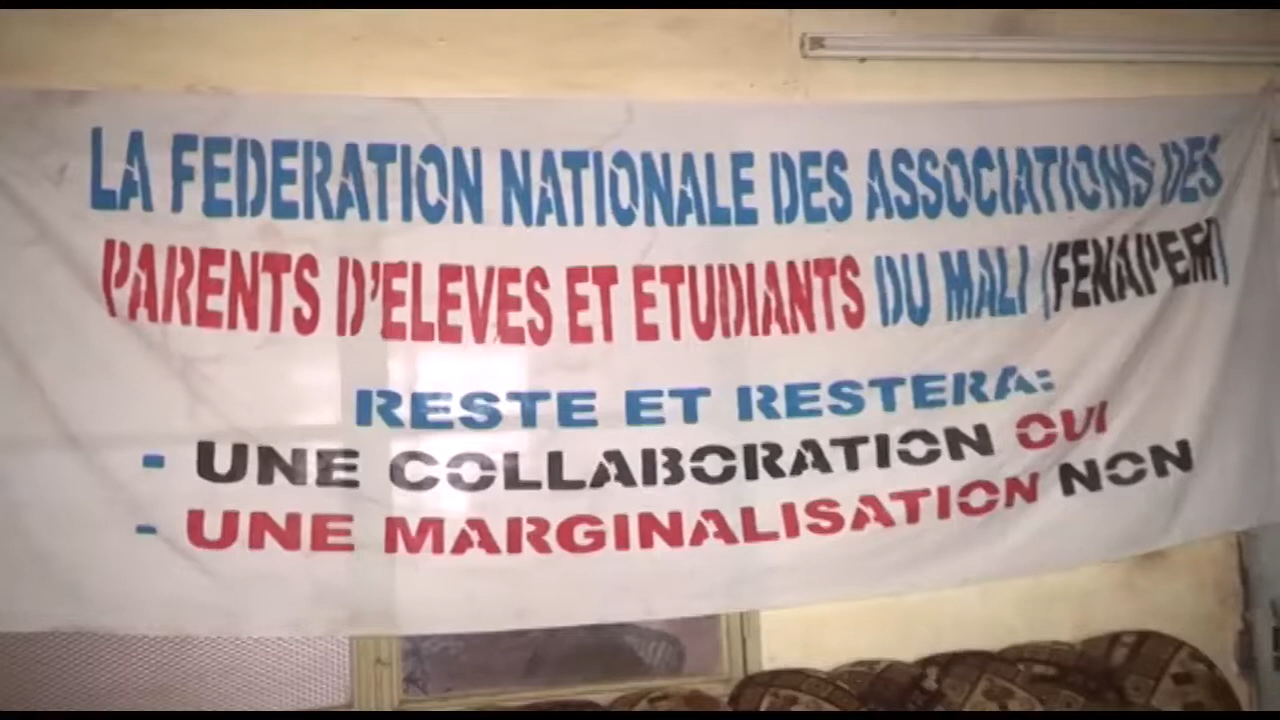 LA FEDERATION NATIONALE DES ASSOCIATIONS DES
PARENTS D'ELEVES ET ETUDIANTS DU MALI (FENAPEM)
RESTE ET RESTERA:
- UNE COLLABORATION OUI
- UNE MARGINALISATION NON